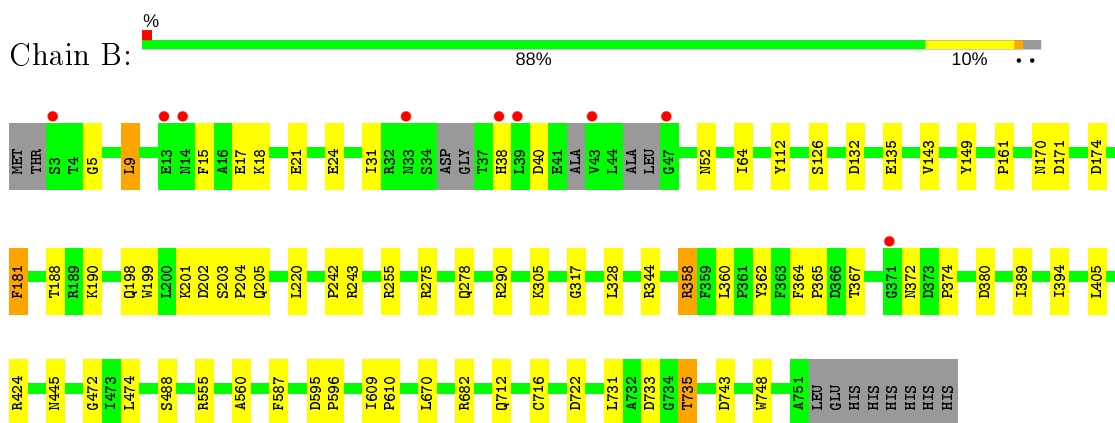 %
Chain B:
88% 10% • •
MET THR S3 T4 G5 L9 E13 N14 F15 A16 E17 K18 E21 E24 I31 R32 N33 S34 ASP GLY T37 H38 L39 D40 E41 ALA V43 L44 ALA LEU G47 N52 I64 Y112 S126 D132 E135 V143 Y149 P161 N170 D171 D174
F181 T188 R189 K190 Q198 W199 L200 K201 D202 S203 P204 Q205 L220 P242 R243 R255 R275 Q278 R290 K305 G317 L328 R344 R358 F359 L360 P361 Y362 F363 F364 P365 D366 T367 G371 N372 D373 P374 D380 I389 I394 L405
R424 N445 G472 I473 L474 S488 R555 A560 F587 D595 P596 I609 P610 L670 R682 Q712 C716 D722 L731 A732 D733 G734 T735 D743 W748 A751 LEU GLU HIS HIS HIS HIS HIS HIS